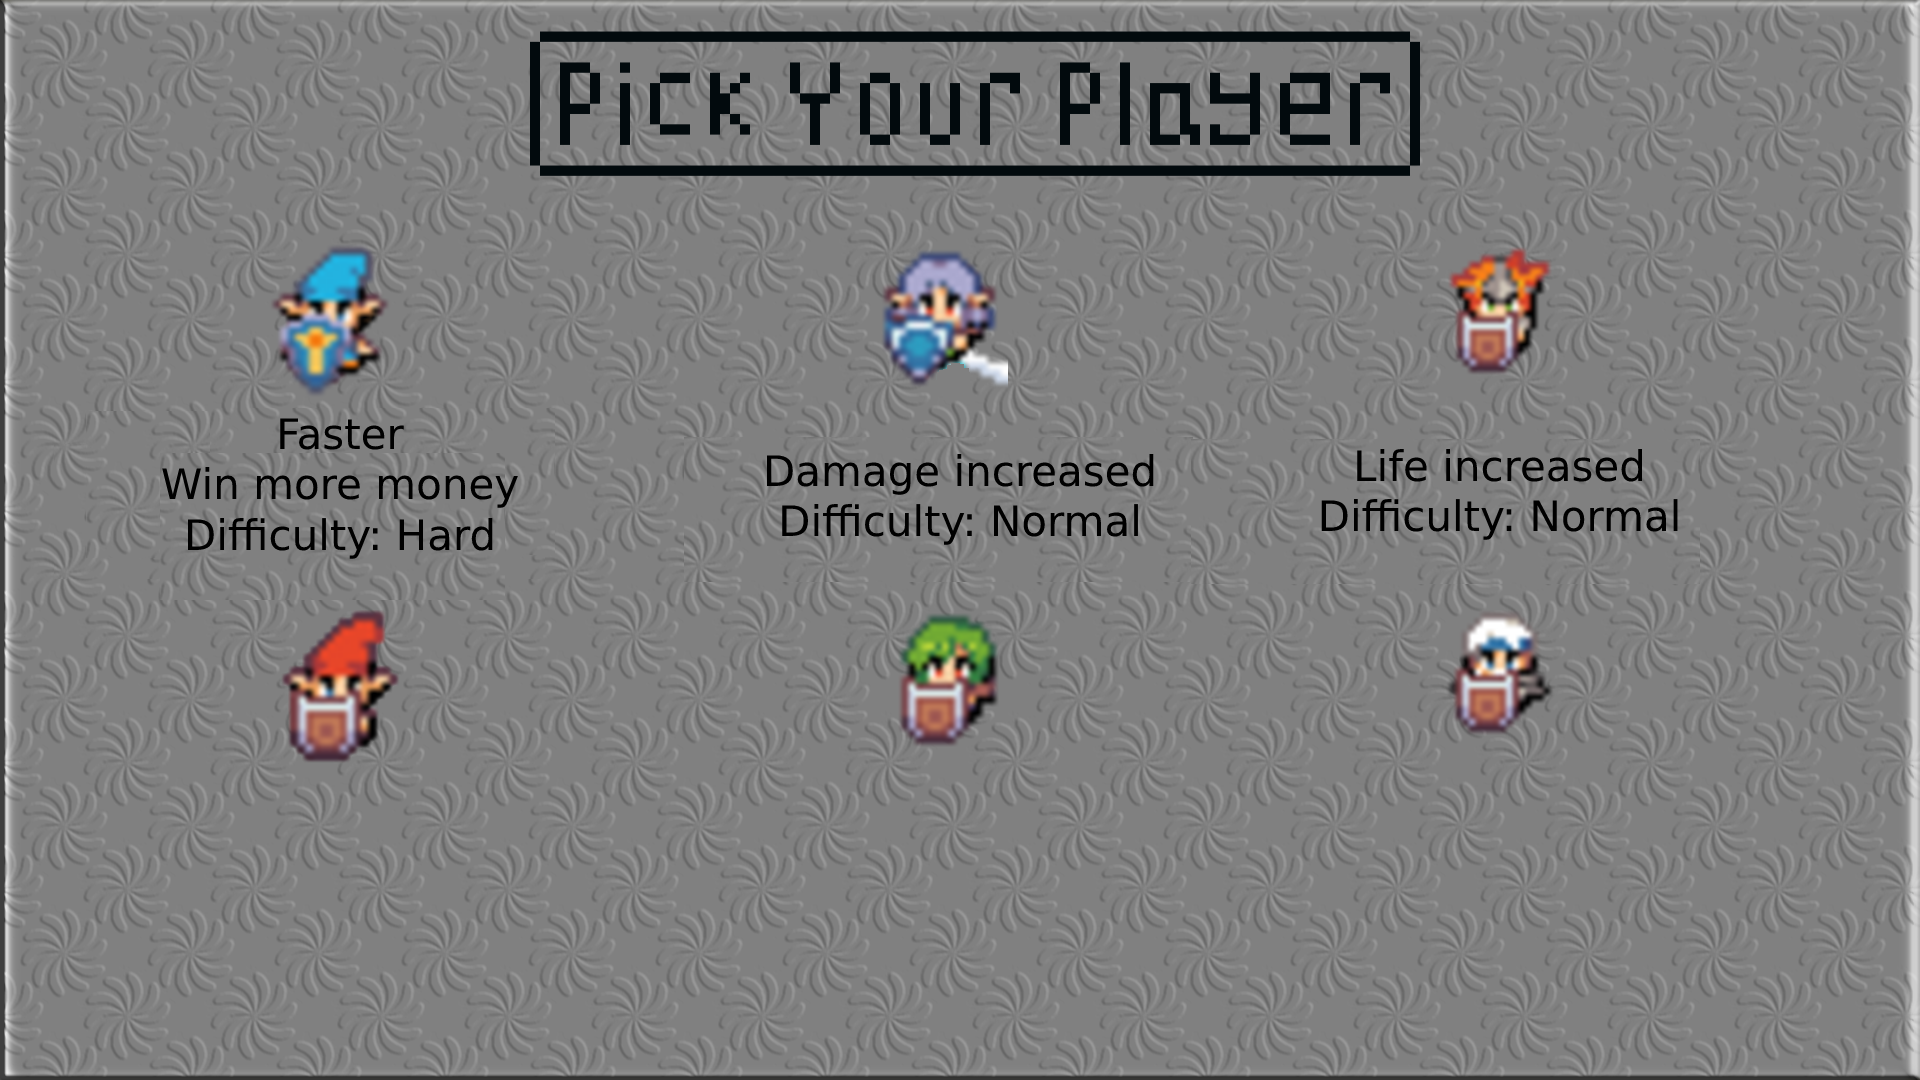 Pick Your Player
Faster
Win more money
Difficulty: Hard
Damage increased
Difficulty: Normal
Life increased
Difficulty: Normal